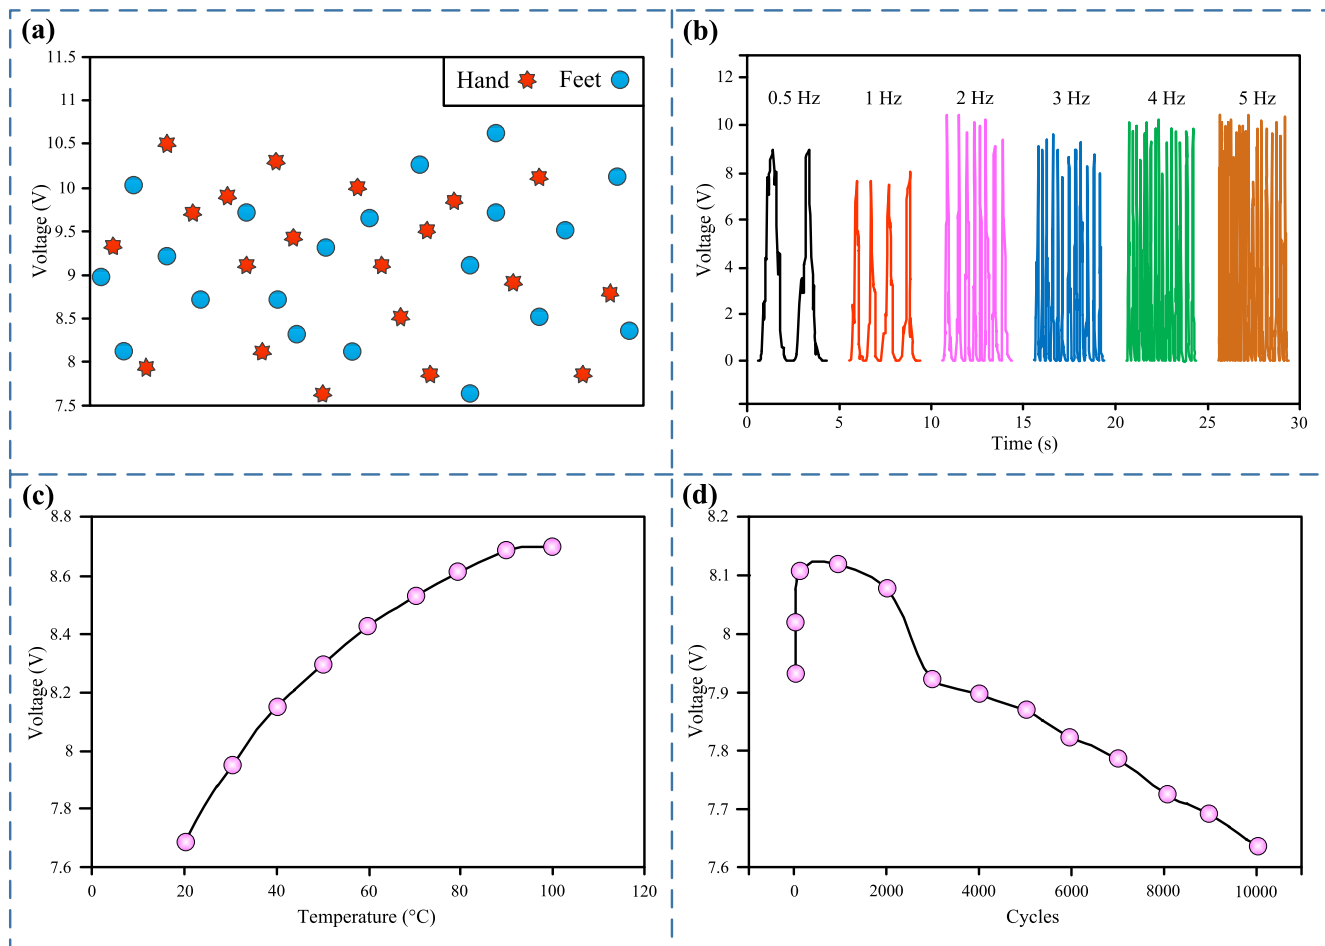 (a)
11.5
11
10.5
10
9.5
9
8.5
8
7.5
Voltage (V)
Hand
Feet
(b)
12
10
8
6
4
2
0
Voltage (V)
0.5 Hz
1 Hz
2 Hz
3 Hz
4 Hz
5 Hz
0
5
10
15
20
25
30
Time (s)
(c)
8.8
8.6
8.4
8.2
8
7.8
7.6
Voltage (V)
0
20
40
60
80
100
120
Temperature (°C)
(d)
8.2
8.1
8
7.9
7.8
7.7
7.6
Voltage (V)
0
2000
4000
6000
8000
10000
Cycles